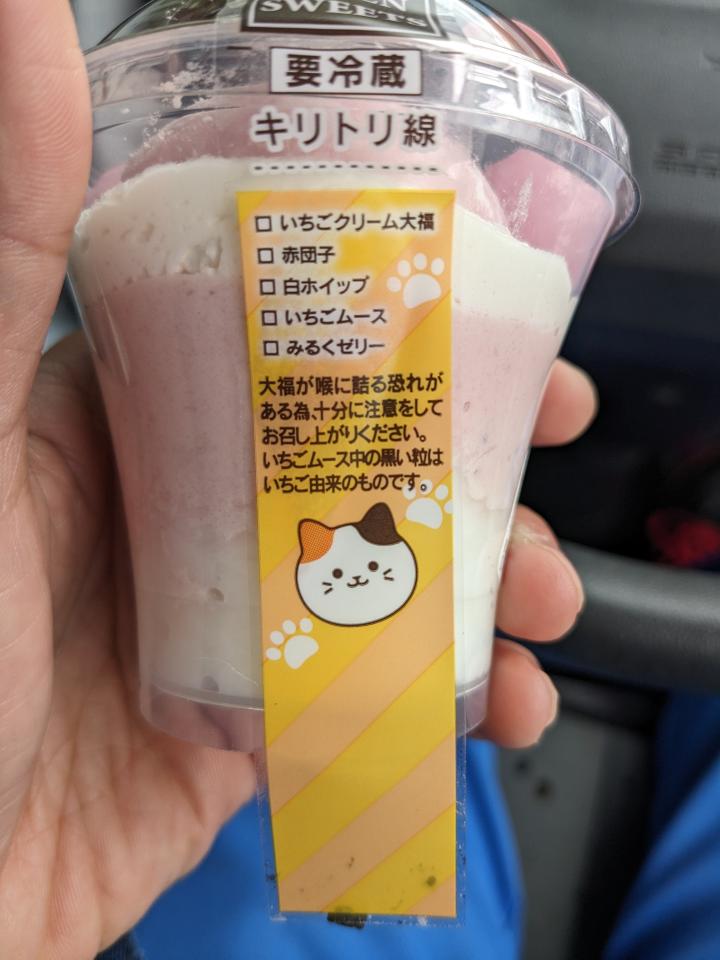 SWEETS
要冷蔵
キリトリ線
□ いちごクリーム大福
□ 赤団子
□ 白ホイップ
□ いちごムース
□ みるくゼリー
大福が喉に詰る恐れが
ある為、十分に注意をして
お召し上がりください。
いちごムース中の黒い粒は
いちご由来のものです。